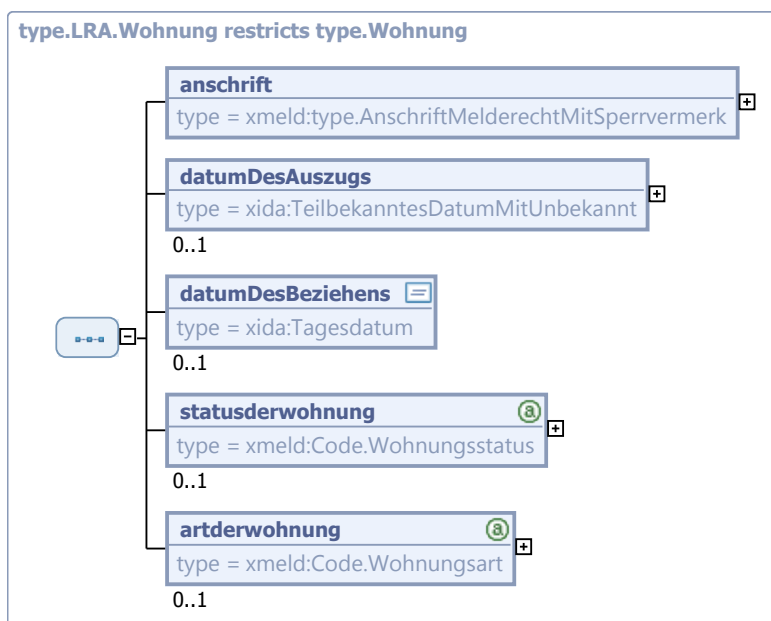 type.LRA.Wohnung restricts type.Wohnung
anschrift
type = xmeld:type.AnschriftMelderechtMitSperrvermerk
datumDesAuszugs
type = xida:TeilbekanntesDatumMitUnbekannt
0..1
datumDesBeziehens
type = xida:Tagesdatum
0..1
statusderwohnung
type = xmeld:Code.Wohnungsstatus
0..1
artderwohnung
type = xmeld:Code.Wohnungsart
0..1